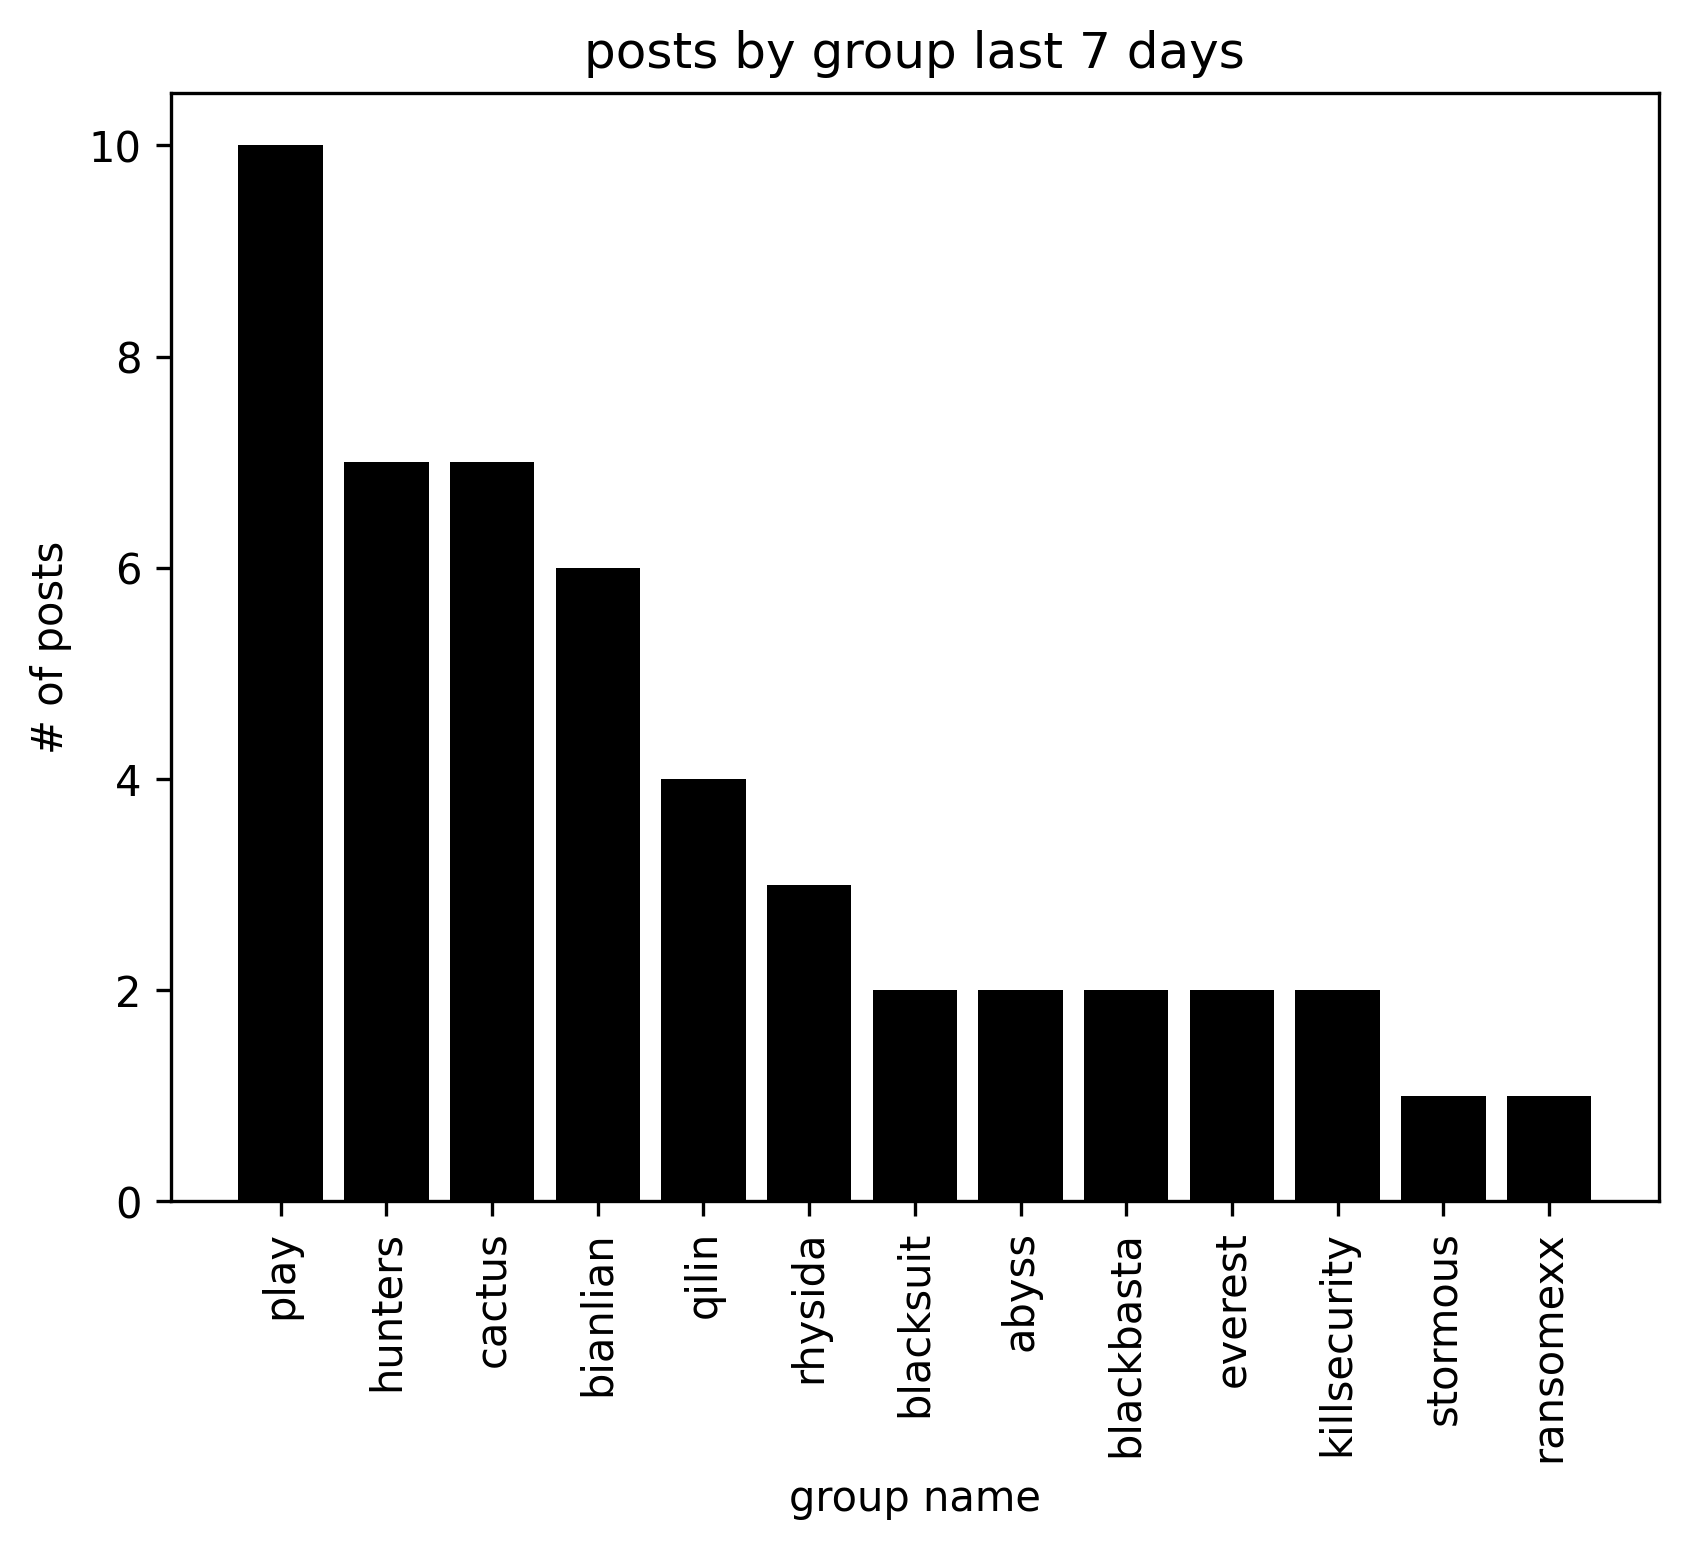 posts by group last 7 days
10
8
6
4
2
0
# of posts
play
hunters
cactus
bianlian
qilin
rhysida
blacksuit
abyss
blackbasta
everest
killsecurity
stormous
ransomexx
group name